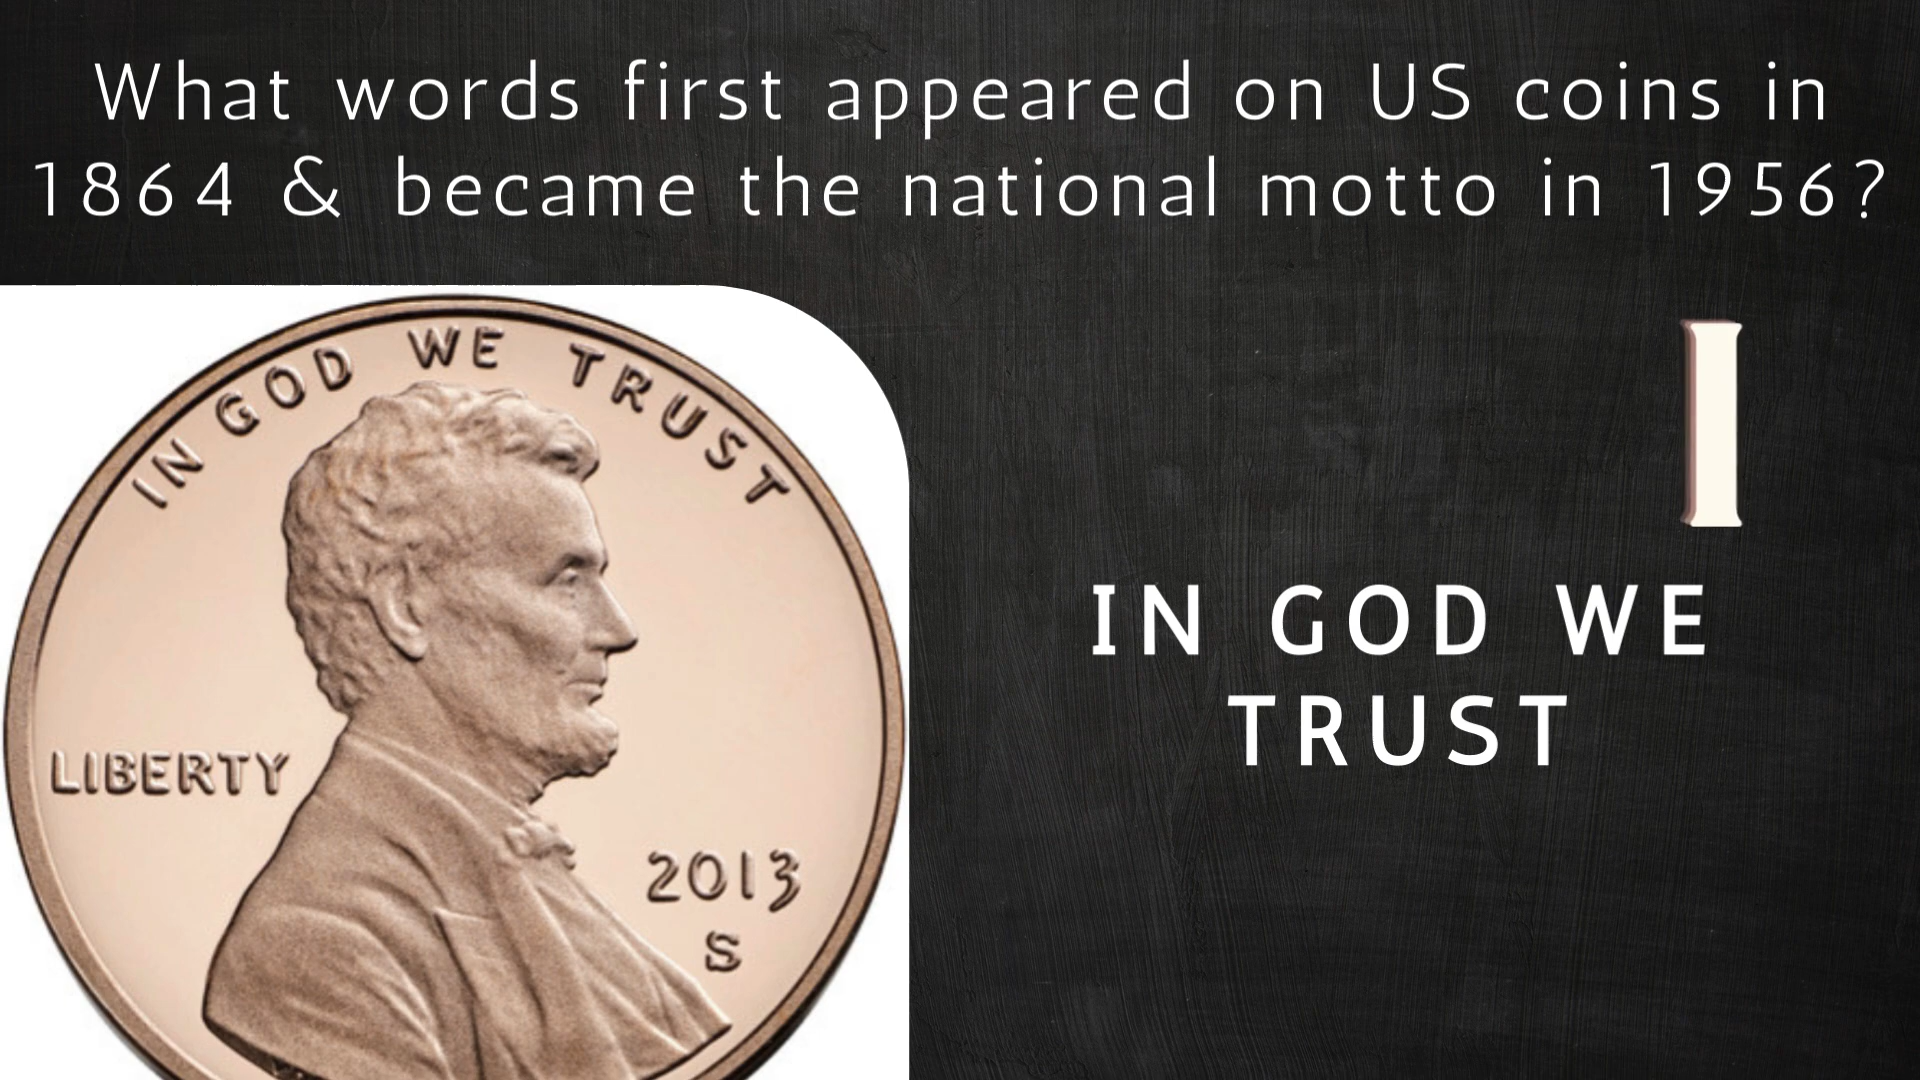 What words first appeared on US coins in
1864 & became the national motto in 1956?
IN GOD WE TRUST
LIBERTY
2013
S
I
IN GOD WE
TRUST